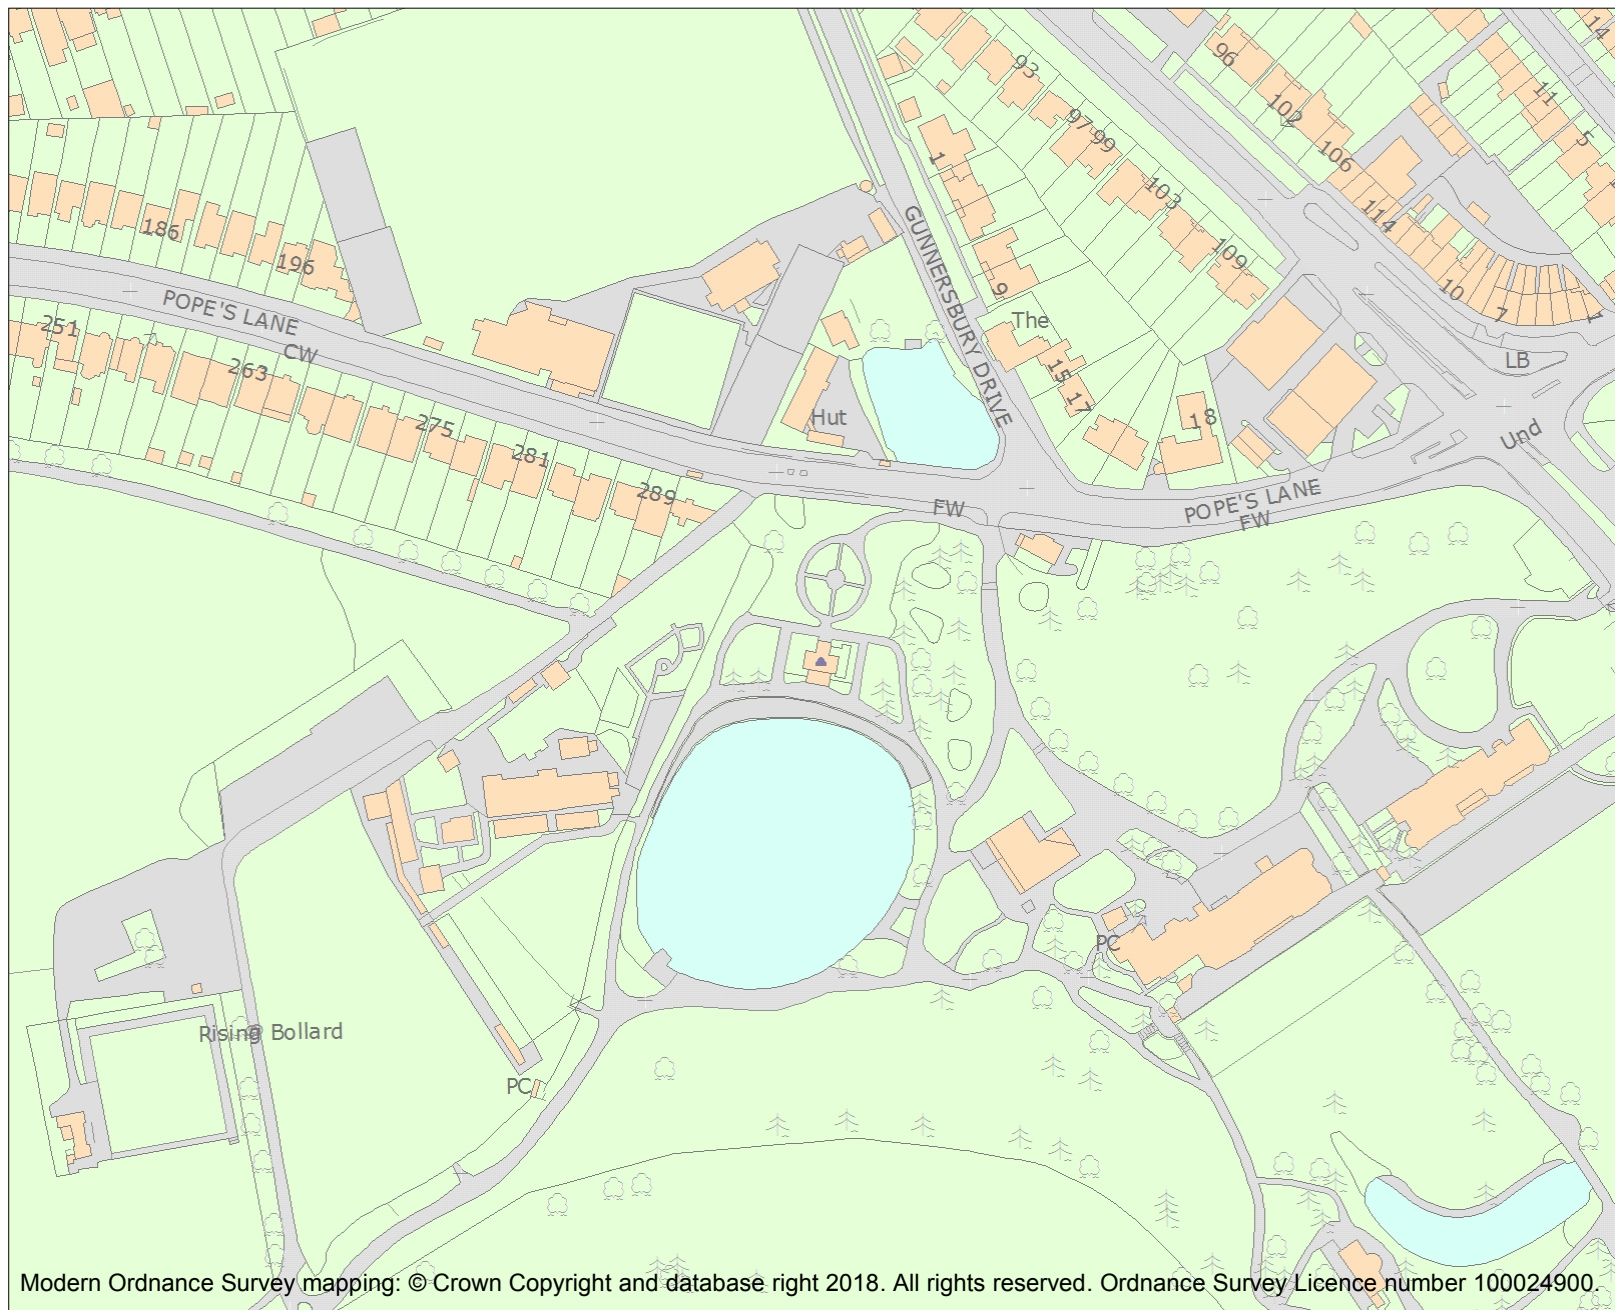 14
93
96
11
97 99
102
5
1
106
103
114
186
109
196
GUNNERSBURY DRIVE
9
10
7
1
POPE'S LANE
The
251
CW
LB
263
15
17
275
Hut
18
Und
281
289
FW
POPE'S LANE
FW
PC
Rising Bollard
PC
Modern Ordnance Survey mapping: © Crown Copyright and database right 2018. All rights reserved. Ordnance Survey Licence number 100024900.